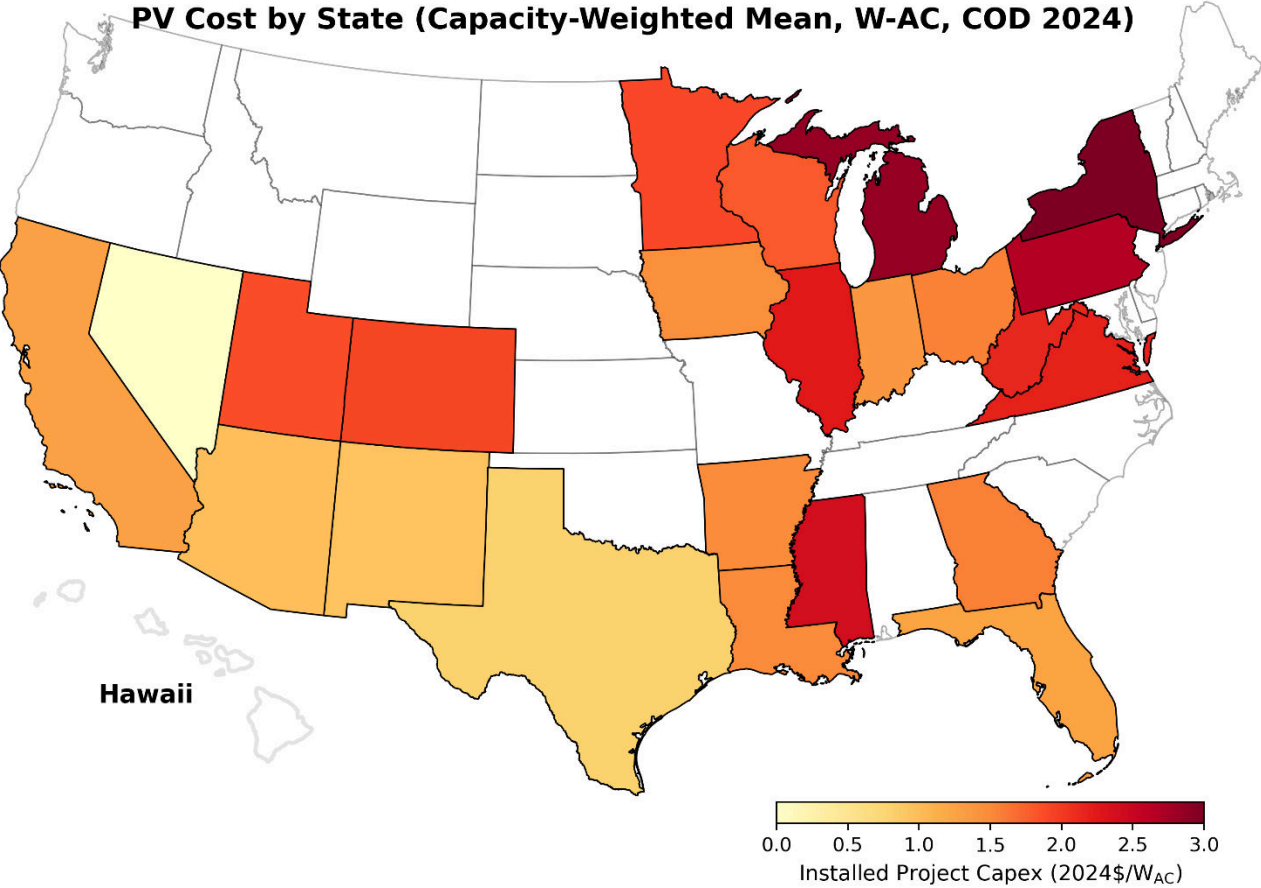 PV Cost by State (Capacity-Weighted Mean, W-AC, COD 2024)
Hawaii
0.0 0.5 1.0 1.5 2.0 2.5 3.0
Installed Project Capex (2024$/WAC)